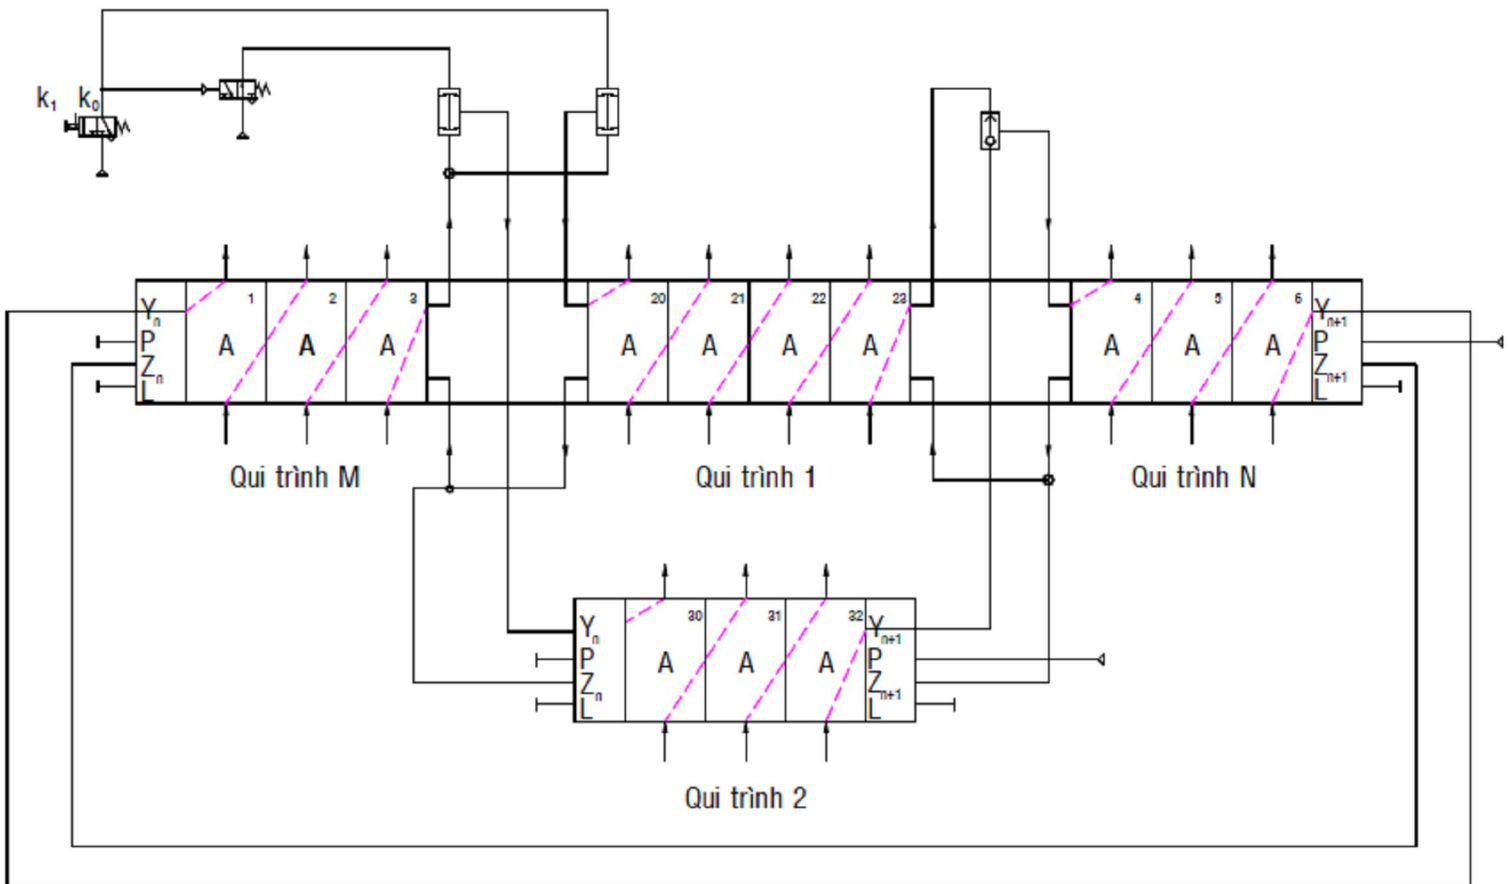 k₁ k₀
1 2 3 20 21 22 23 4 5 6
Yₙ Yₙ₊₁
P P
Zₙ Zₙ₊₁
L L
A A A A A A A A A A
Qui trình M Qui trình 1 Qui trình N
30 31 32
Yₙ Yₙ₊₁
P P
Zₙ Zₙ₊₁
L L
A A A
Qui trình 2